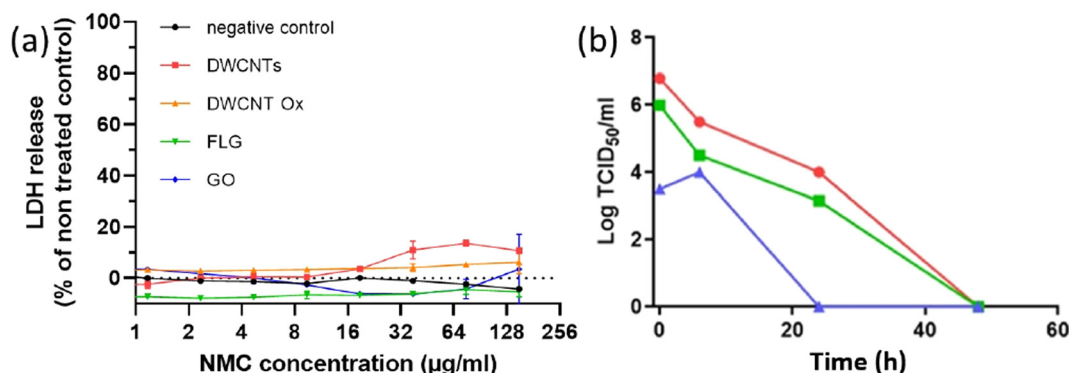 (a)
LDH release
(% of non treated control)
100
80
60
40
20
0
negative control
DWCNTs
DWCNT Ox
FLG
GO
1 2 4 8 16 32 64 128 256
NMC concentration (µg/ml)
(b)
Log TCID50/ml
8
6
4
2
0
0 20 40 60
Time (h)